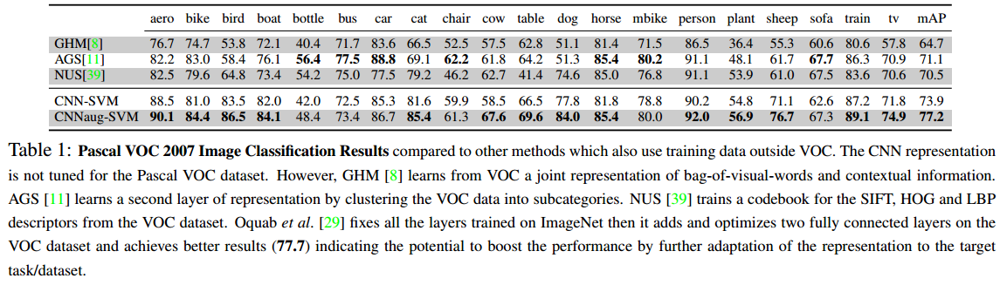 aero bike bird boat bottle bus car cat chair cow table dog horse mbike person plant sheep sofa train tv mAP
GHM[8] 76.7 74.7 53.8 72.1 40.4 71.7 83.6 66.5 52.5 57.5 62.8 51.1 81.4 71.5 86.5 36.4 55.3 60.6 80.6 57.8 64.7
AGS[11] 82.2 83.0 58.4 76.1 56.4 77.5 88.8 69.1 62.2 61.8 64.2 51.3 85.4 80.2 91.1 48.1 61.7 67.7 86.3 70.9 71.1
NUS[39] 82.5 79.6 64.8 73.4 54.2 75.0 77.5 79.2 46.2 62.7 41.4 74.6 85.0 76.8 91.1 53.9 61.0 67.5 83.6 70.6 70.5
CNN-SVM 88.5 81.0 83.5 82.0 42.0 72.5 85.3 81.6 59.9 58.5 66.5 77.8 81.8 78.8 90.2 54.8 71.1 62.6 87.2 71.8 73.9
CNNaug-SVM 90.1 84.4 86.5 84.1 48.4 73.4 86.7 85.4 61.3 67.6 69.6 84.0 85.4 80.0 92.0 56.9 76.7 67.3 89.1 74.9 77.2
Table 1: Pascal VOC 2007 Image Classification Results compared to other methods which also use training data outside VOC. The CNN representation
is not tuned for the Pascal VOC dataset. However, GHM [8] learns from VOC a joint representation of bag-of-visual-words and contextual information.
AGS [11] learns a second layer of representation by clustering the VOC data into subcategories. NUS [39] trains a codebook for the SIFT, HOG and LBP
descriptors from the VOC dataset. Oquab et al. [29] fixes all the layers trained on ImageNet then it adds and optimizes two fully connected layers on the
VOC dataset and achieves better results (77.7) indicating the potential to boost the performance by further adaptation of the representation to the target
task/dataset.